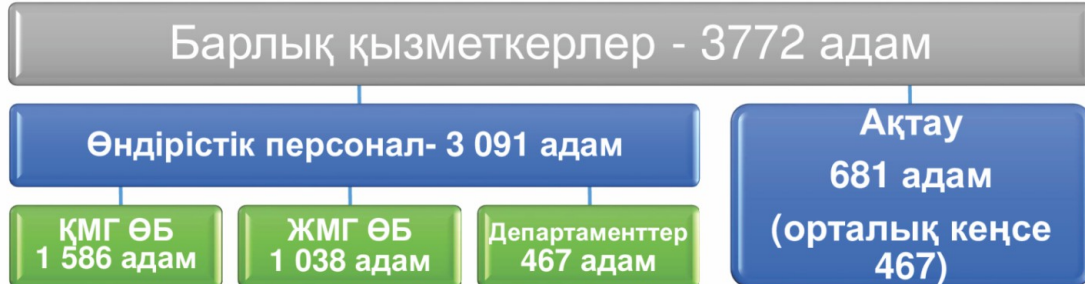 Барлық қызметкерлер - 3772 адам
Өндірістік персонал- 3 091 адам
ҚМГ ӨБ
1 586 адам
ЖМГ ӨБ
1 038 адам
Департаменттер
467 адам
Ақтау
681 адам
(орталық кеңсе
467)